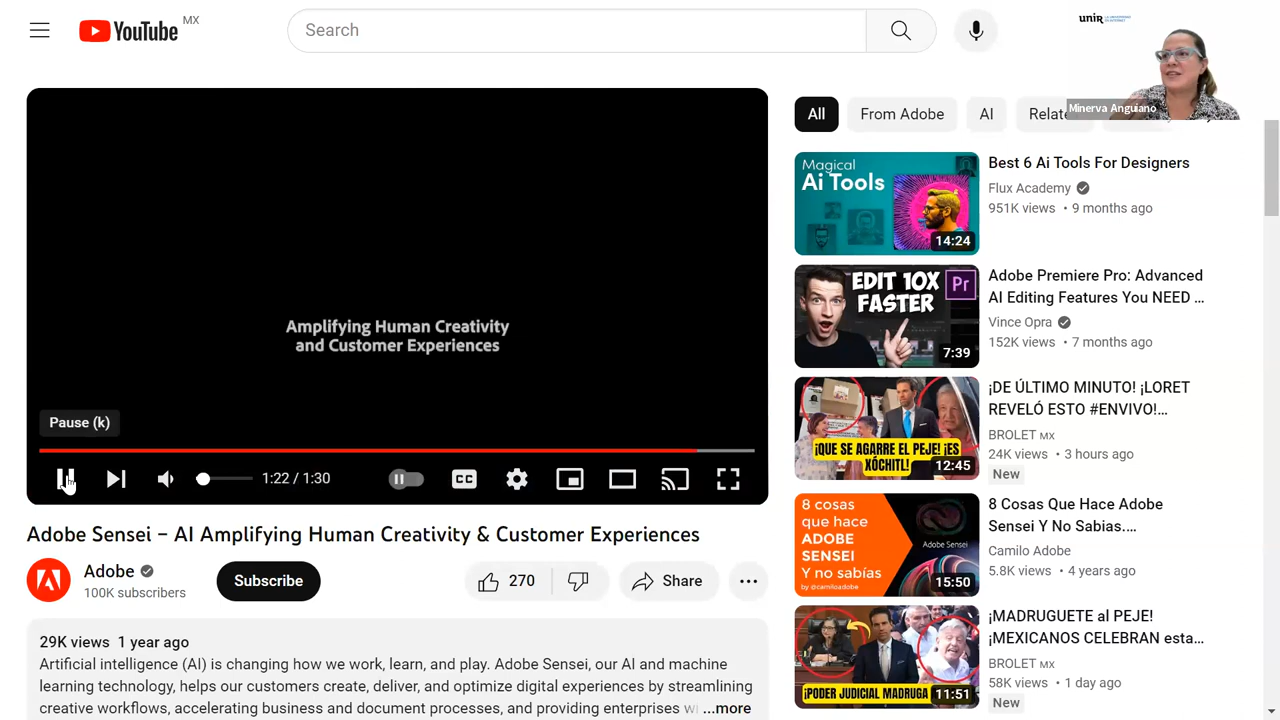 YouTube MX
Search
unir LA UNIVERSIDAD EN INTERNET
Minerva Anguiano
Amplifying Human Creativity
and Customer Experiences
Pause (k)
1:22 / 1:30
CC
Adobe Sensei – AI Amplifying Human Creativity & Customer Experiences
Adobe
100K subscribers
Subscribe
270
Share
29K views 1 year ago
Artificial intelligence (AI) is changing how we work, learn, and play. Adobe Sensei, our AI and machine
learning technology, helps our customers create, deliver, and optimize digital experiences by streamlining
creative workflows, accelerating business and document processes, and providing enterprises wi ...more
All
From Adobe
AI
Relate
Magical
Ai Tools
14:24
Best 6 Ai Tools For Designers
Flux Academy
951K views • 9 months ago
EDIT 10X
FASTER
Pr
7:39
Adobe Premiere Pro: Advanced
AI Editing Features You NEED ...
Vince Opra
152K views • 7 months ago
¡QUE SE AGARRE EL PEJE! ¡ES
XÓCHITL!
12:45
¡DE ÚLTIMO MINUTO! ¡LORET
REVELÓ ESTO #ENVIVO!...
BROLET MX
24K views • 3 hours ago
New
8 cosas
que hace
ADOBE
SENSEI
Y no sabías
by @camiloadobe
Adobe Sensei
15:50
8 Cosas Que Hace Adobe
Sensei Y No Sabias....
Camilo Adobe
5.8K views • 4 years ago
¡PODER JUDICIAL MADRUGA
11:51
¡MADRUGUETE al PEJE!
¡MEXICANOS CELEBRAN esta...
BROLET MX
58K views • 1 day ago
New